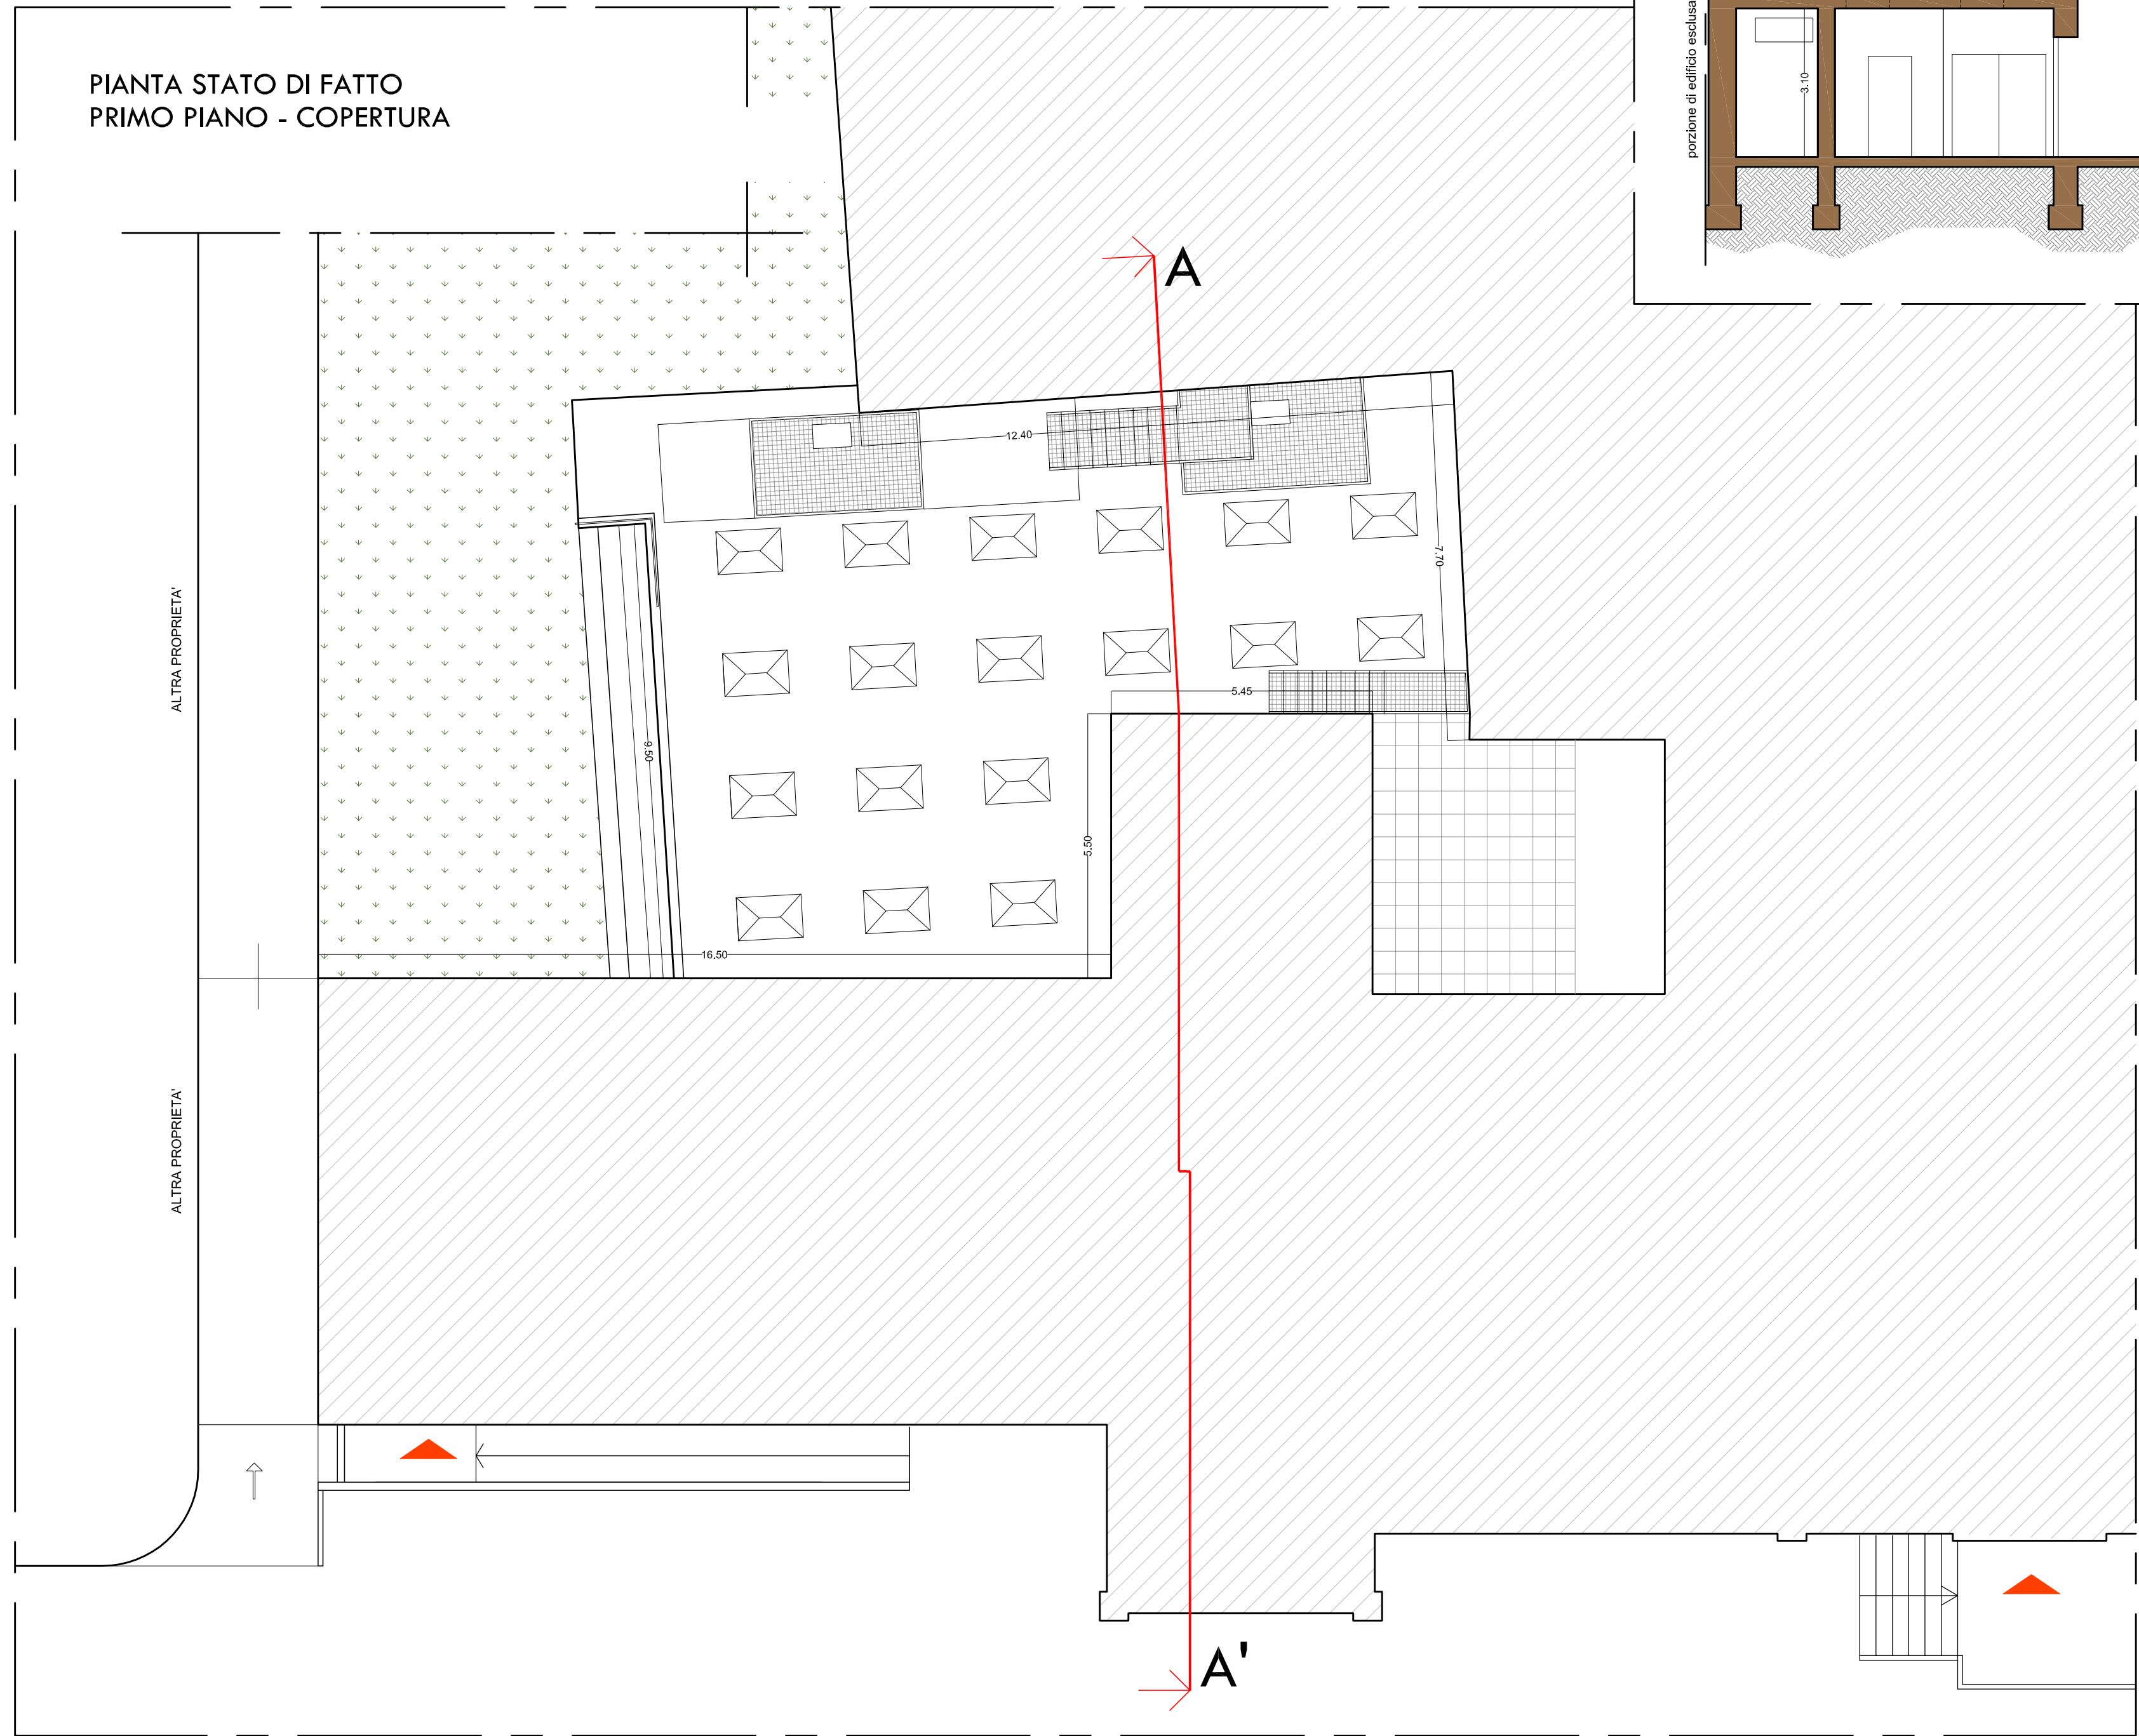 PIANTA STATO DI FATTO
PRIMO PIANO - COPERTURA
porzione di edificio esclusa
3.10
A
12.40
7.70
ALTRA PROPRIETA'
5.45
9.50
5.50
16.50
ALTRA PROPRIETA'
A'